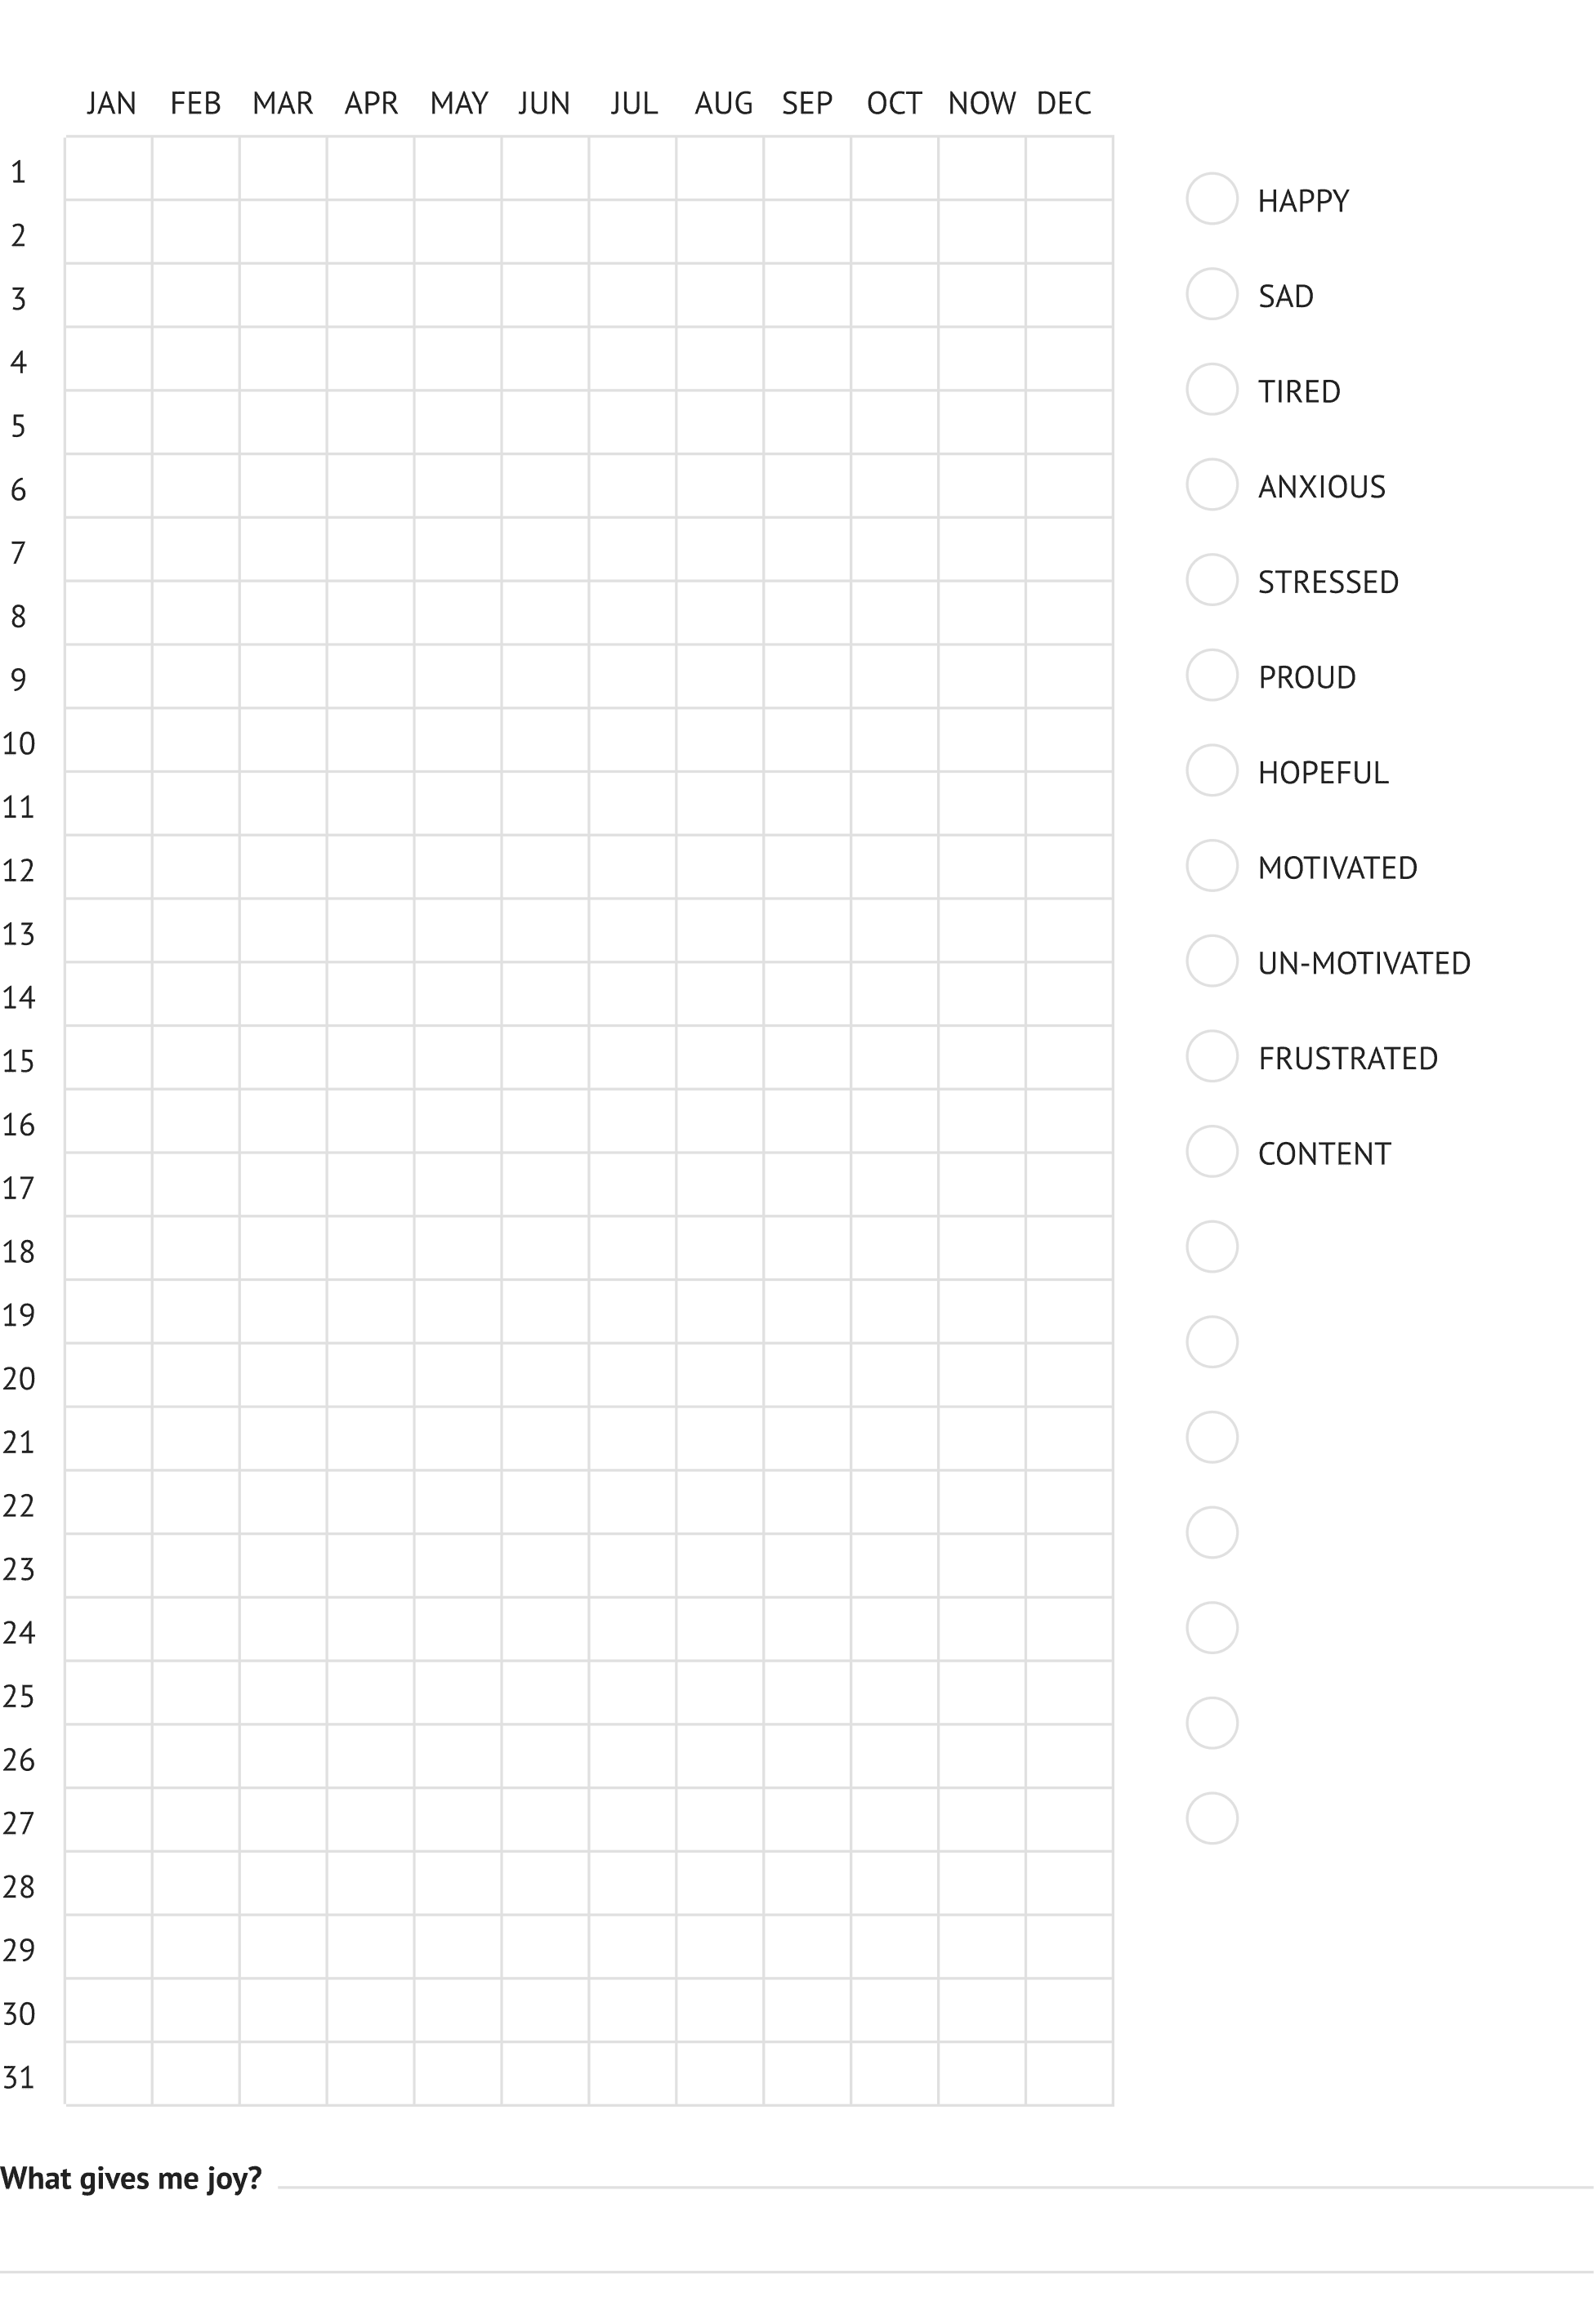 JAN FEB MAR APR MAY JUN JUL AUG SEP OCT NOW DEC
1
2
3
4
5
6
7
8
9
10
11
12
13
14
15
16
17
18
19
20
21
22
23
24
25
26
27
28
29
30
31
HAPPY
SAD
TIRED
ANXIOUS
STRESSED
PROUD
HOPEFUL
MOTIVATED
UN-MOTIVATED
FRUSTRATED
CONTENT
What gives me joy?